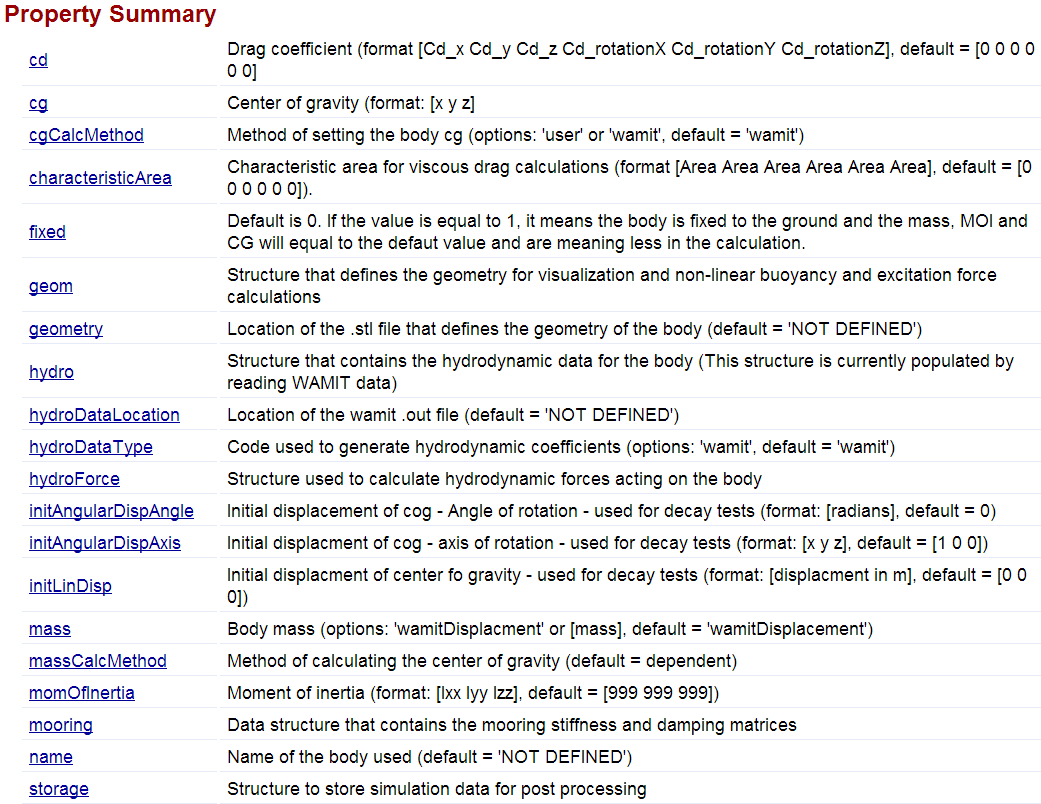 Property Summary
cd
Drag coefficient (format [Cd_x Cd_y Cd_z Cd_rotationX Cd_rotationY Cd_rotationZ], default = [0 0 0 0
0 0]
cg
Center of gravity (format: [x y z]
cgCalcMethod
Method of setting the body cg (options: 'user' or 'wamit', default = 'wamit')
characteristicArea
Characteristic area for viscous drag calculations (format [Area Area Area Area Area Area], default = [0
0 0 0 0 0]).
fixed
Default is 0. If the value is equal to 1, it means the body is fixed to the ground and the mass, MOI and
CG will equal to the defaut value and are meaning less in the calculation.
geom
Structure that defines the geometry for visualization and non-linear buoyancy and excitation force
calculations
geometry
Location of the .stl file that defines the geometry of the body (default = 'NOT DEFINED')
hydro
Structure that contains the hydrodynamic data for the body (This structure is currently populated by
reading WAMIT data)
hydroDataLocation
Location of the wamit .out file (default = 'NOT DEFINED')
hydroDataType
Code used to generate hydrodynamic coefficients (options: 'wamit', default = 'wamit')
hydroForce
Structure used to calculate hydrodynamic forces acting on the body
initAngularDispAngle
Initial displacement of cog - Angle of rotation - used for decay tests (format: [radians], default = 0)
initAngularDispAxis
Initial displacment of cog - axis of rotation - used for decay tests (format: [x y z], default = [1 0 0])
initLinDisp
Initial displacment of center fo gravity - used for decay tests (format: [displacment in m], default = [0 0
0])
mass
Body mass (options: 'wamitDisplacment' or [mass], default = 'wamitDisplacement')
massCalcMethod
Method of calculating the center of gravity (default = dependent)
momOfInertia
Moment of inertia (format: [Ixx Iyy Izz], default = [999 999 999])
mooring
Data structure that contains the mooring stiffness and damping matrices
name
Name of the body used (default = 'NOT DEFINED')
storage
Structure to store simulation data for post processing